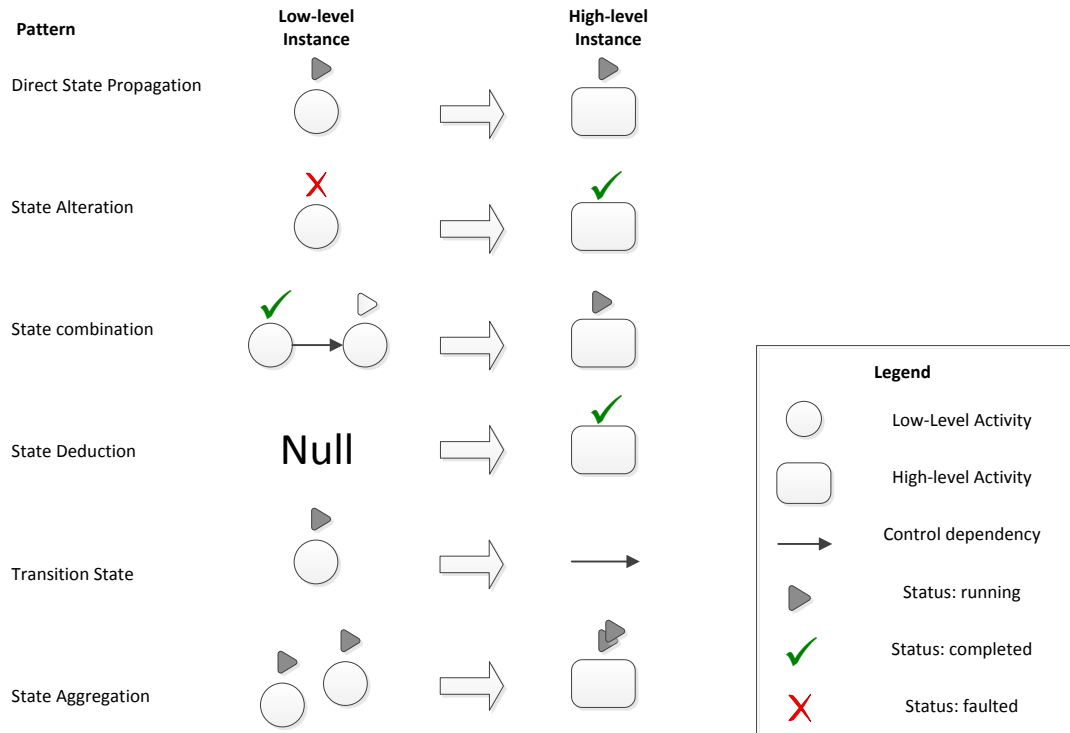 Pattern
Low-level
Instance
High-level
Instance
Direct State Propagation
State Alteration
State combination
State Deduction
Null
Transition State
State Aggregation
Legend
Low-Level Activity
High-level Activity
Control dependency
Status: running
Status: completed
Status: faulted